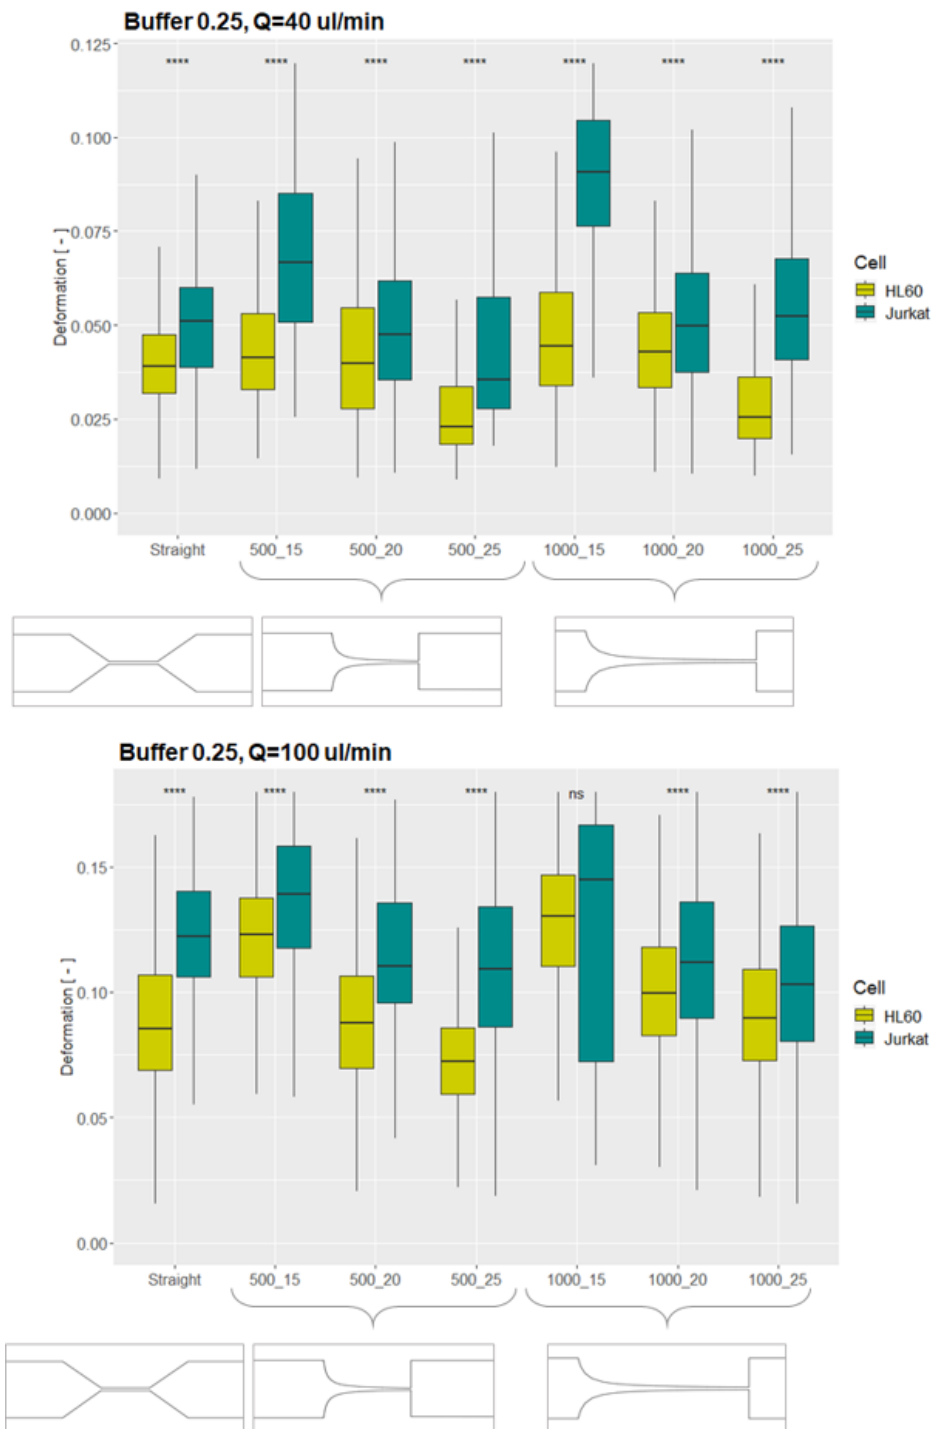 Buffer 0.25, Q=40 ul/min
0.125
0.100
0.075
0.050
0.025
0.000
Deformation [ - ]
**** **** **** **** **** **** ****
Straight 500_15 500_20 500_25 1000_15 1000_20 1000_25
Cell
HL60
Jurkat
Buffer 0.25, Q=100 ul/min
0.15
0.10
0.05
0.00
Deformation [ - ]
**** **** **** **** ns **** ****
Straight 500_15 500_20 500_25 1000_15 1000_20 1000_25
Cell
HL60
Jurkat